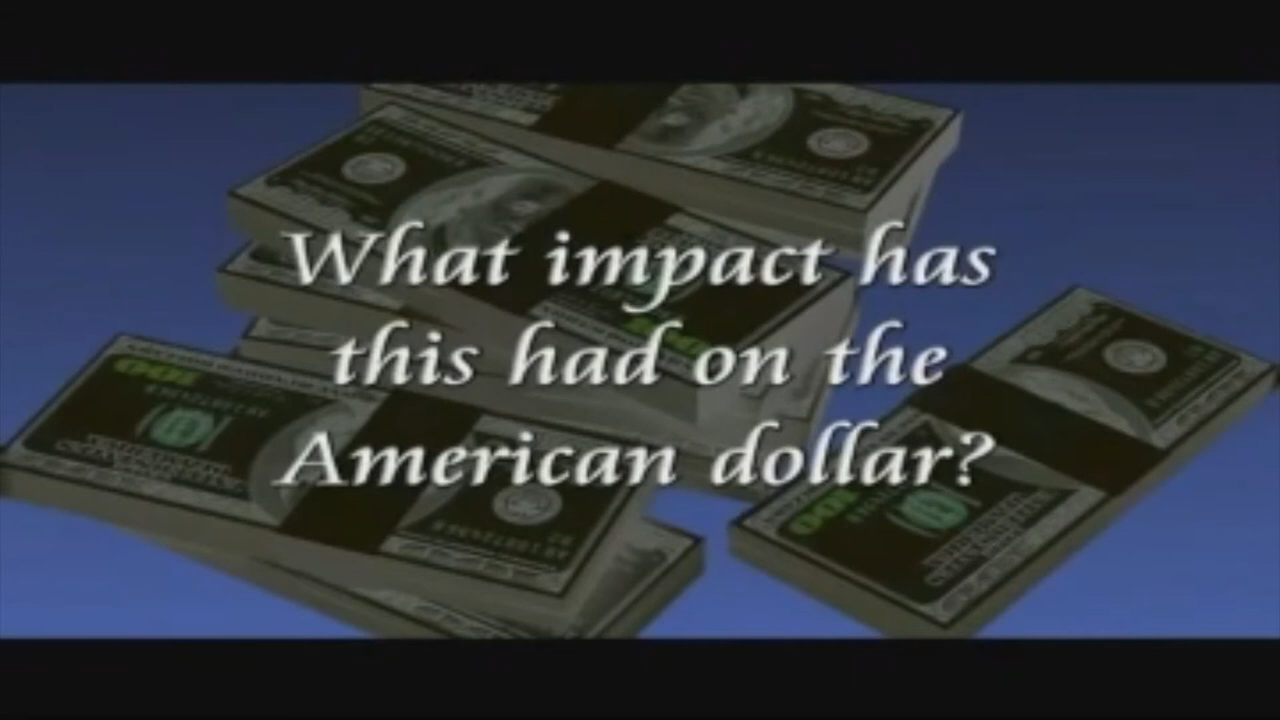 What impact has
this had on the
American dollar?